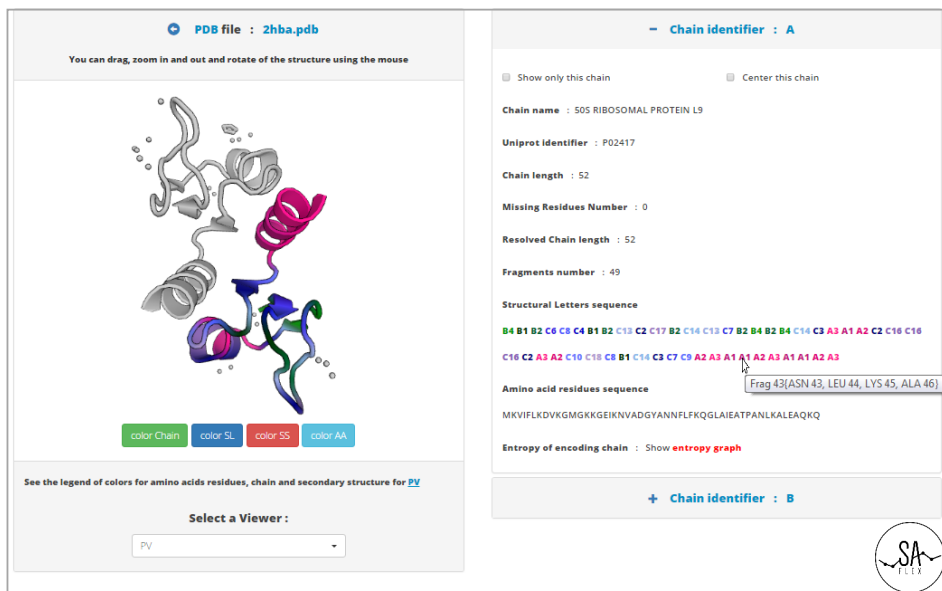 PDB file : 2hba.pdb
You can drag, zoom in and out and rotate of the structure using the mouse
color Chain
color SL
color SS
color AA
See the legend of colors for amino acids residues, chain and secondary structure for PV
Select a Viewer :
PV
− Chain identifier : A
Show only this chain
Center this chain
Chain name : 50S RIBOSOMAL PROTEIN L9
Uniprot identifier : P02417
Chain length : 52
Missing Residues Number : 0
Resolved Chain length : 52
Fragments number : 49
Structural Letters sequence
B4 B1 B2 C6 C8 C4 B1 B2 C13 C2 C17 B2 C14 C13 C7 B2 B4 B2 B4 C14 C3 A3 A1 A2 C2 C16 C16
C16 C2 A3 A2 C10 C18 C8 B1 C14 C3 C7 C9 A2 A3 A1 A1 A2 A3 A1 A1 A2 A3
Frag 43(ASN 43, LEU 44, LYS 45, ALA 46)
Amino acid residues sequence
MKVIFLKDVKGMGKKGEIKNVADGYANNFLFKQGLAIEATPANLKALEAQKQ
Entropy of encoding chain : Show entropy graph
+ Chain identifier : B
SA
FLEX